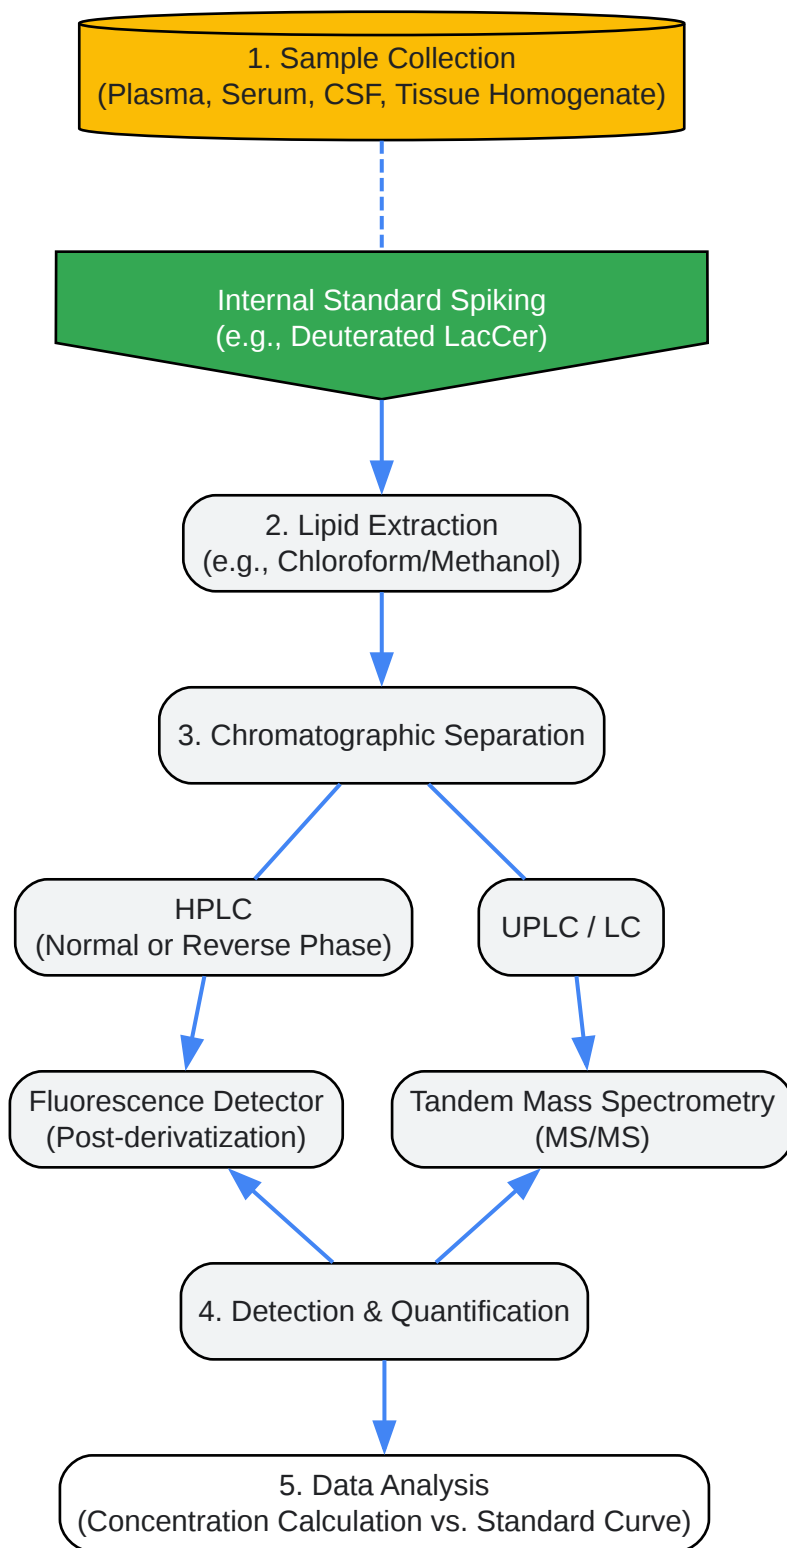 1. Sample Collection
(Plasma, Serum, CSF, Tissue Homogenate)
Internal Standard Spiking
(e.g., Deuterated LacCer)
2. Lipid Extraction
(e.g., Chloroform/Methanol)
3. Chromatographic Separation
HPLC
(Normal or Reverse Phase)
UPLC / LC
Fluorescence Detector
(Post-derivatization)
Tandem Mass Spectrometry
(MS/MS)
4. Detection & Quantification
5. Data Analysis
(Concentration Calculation vs. Standard Curve)